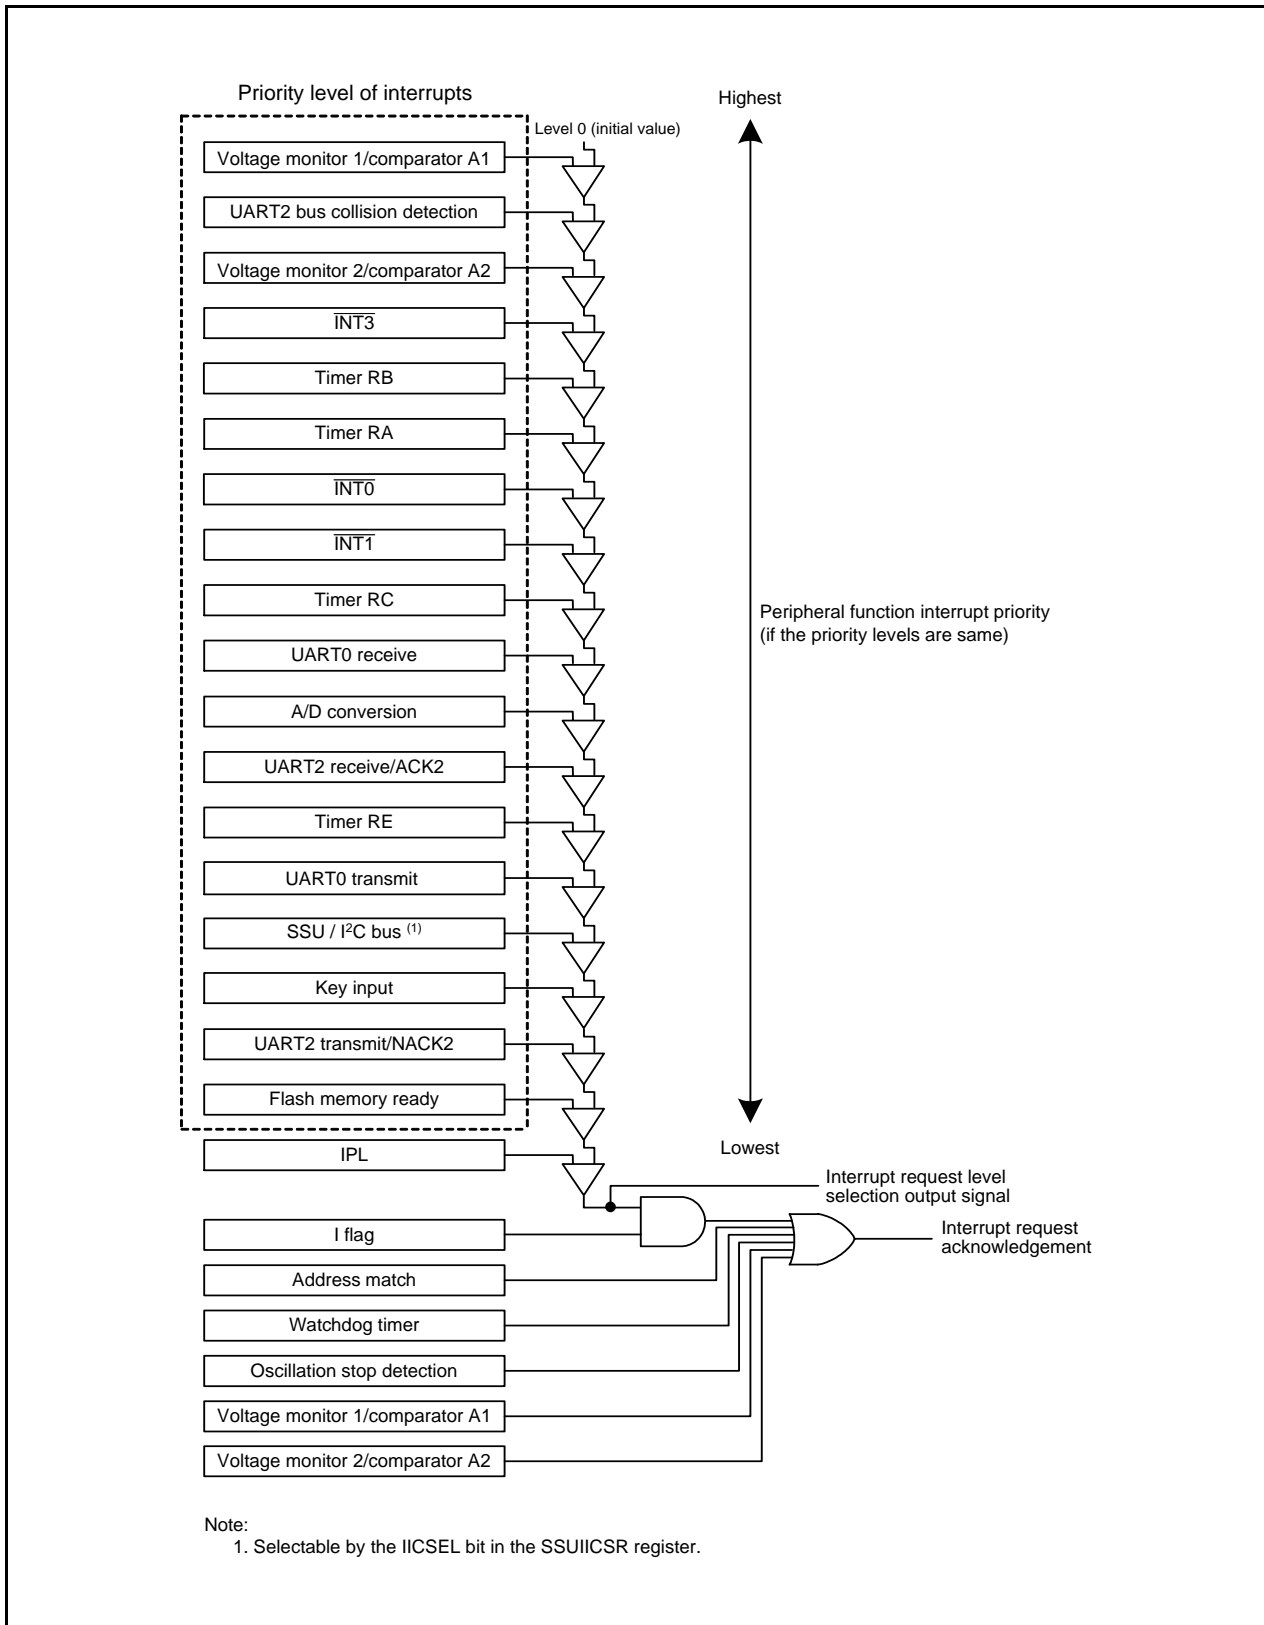 Priority level of interrupts
Highest
Level 0 (initial value)
Voltage monitor 1/comparator A1
UART2 bus collision detection
Voltage monitor 2/comparator A2
INT3
Timer RB
Timer RA
INT0
INT1
Timer RC
Peripheral function interrupt priority
(if the priority levels are same)
UART0 receive
A/D conversion
UART2 receive/ACK2
Timer RE
UART0 transmit
SSU / I²C bus (1)
Key input
UART2 transmit/NACK2
Flash memory ready
Lowest
IPL
Interrupt request level
selection output signal
I flag
Interrupt request
acknowledgement
Address match
Watchdog timer
Oscillation stop detection
Voltage monitor 1/comparator A1
Voltage monitor 2/comparator A2
Note:
1. Selectable by the IICSEL bit in the SSUIICSR register.